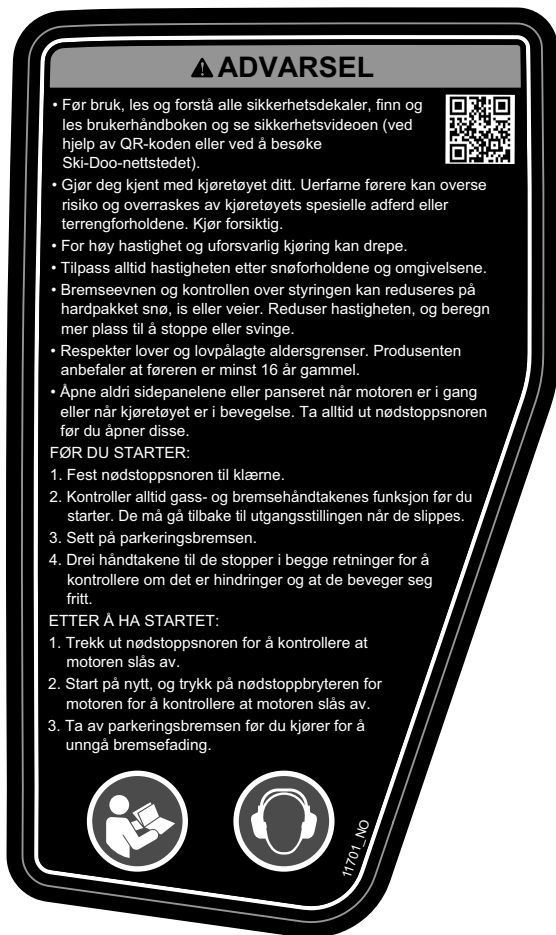 ADVARSEL
• Før bruk, les og forstå alle sikkerhetsdekaler, finn og
les brukerhåndboken og se sikkerhetsvideoen (ved
hjelp av QR-koden eller ved å besøke
Ski-Doo-nettstedet).
• Gjør deg kjent med kjøretøyet ditt. Uerfarne førere kan overse
risiko og overraskes av kjøretøyets spesielle adferd eller
terrengforholdene. Kjør forsiktig.
• For høy hastighet og uforsvarlig kjøring kan drepe.
• Tilpass alltid hastigheten etter snøforholdene og omgivelsene.
• Bremseevnen og kontrollen over styringen kan reduseres på
hardpakket snø, is eller veier. Reduser hastigheten, og beregn
mer plass til å stoppe eller svinge.
• Respekter lover og lovpålagte aldersgrenser. Produsenten
anbefaler at føreren er minst 16 år gammel.
• Åpne aldri sidepanelene eller panseret når motoren er i gang
eller når kjøretøyet er i bevegelse. Ta alltid ut nødstoppsnoren
før du åpner disse.
FØR DU STARTER:
1. Fest nødstoppsnoren til klærne.
2. Kontroller alltid gass- og bremsehåndtakenes funksjon før du
starter. De må gå tilbake til utgangsstillingen når de slippes.
3. Sett på parkeringsbremsen.
4. Drei håndtakene til de stopper i begge retninger for å
kontrollere om det er hindringer og at de beveger seg
fritt.
ETTER Å HA STARTET:
1. Trekk ut nødstoppsnoren for å kontrollere at
motoren slås av.
2. Start på nytt, og trykk på nødstoppbryteren for
motoren for å kontrollere at motoren slås av.
3. Ta av parkeringsbremsen før du kjører for å
unngå bremsefading.
11701_NO